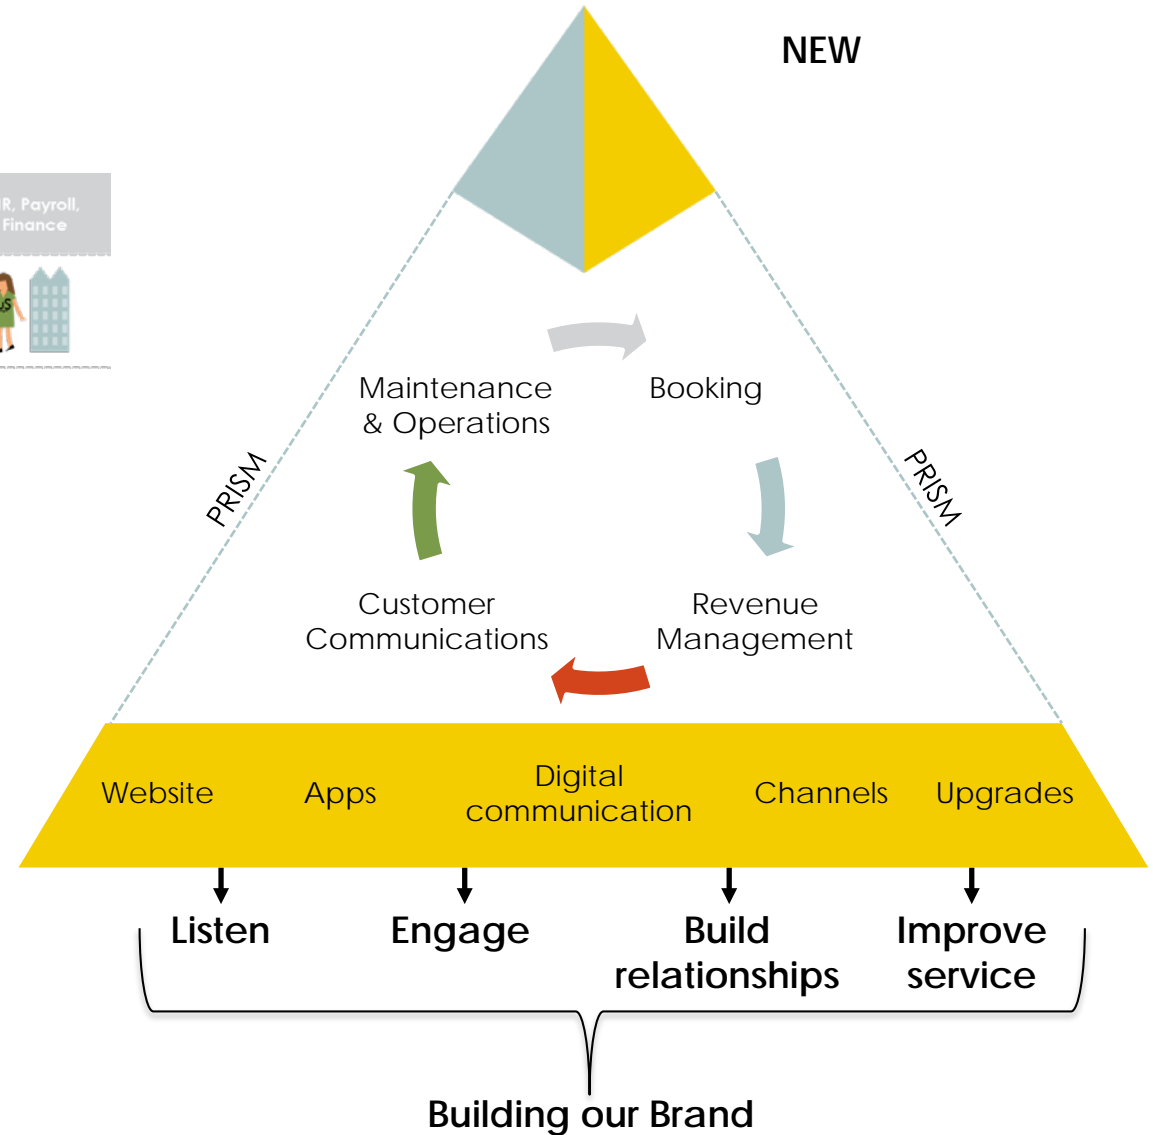 NEW
R, Payroll,
Finance
Maintenance
& Operations
Booking
PRISM
PRISM
Customer
Communications
Revenue
Management
Website
Apps
Digital
communication
Channels
Upgrades
Listen
Engage
Build
relationships
Improve
service
Building our Brand